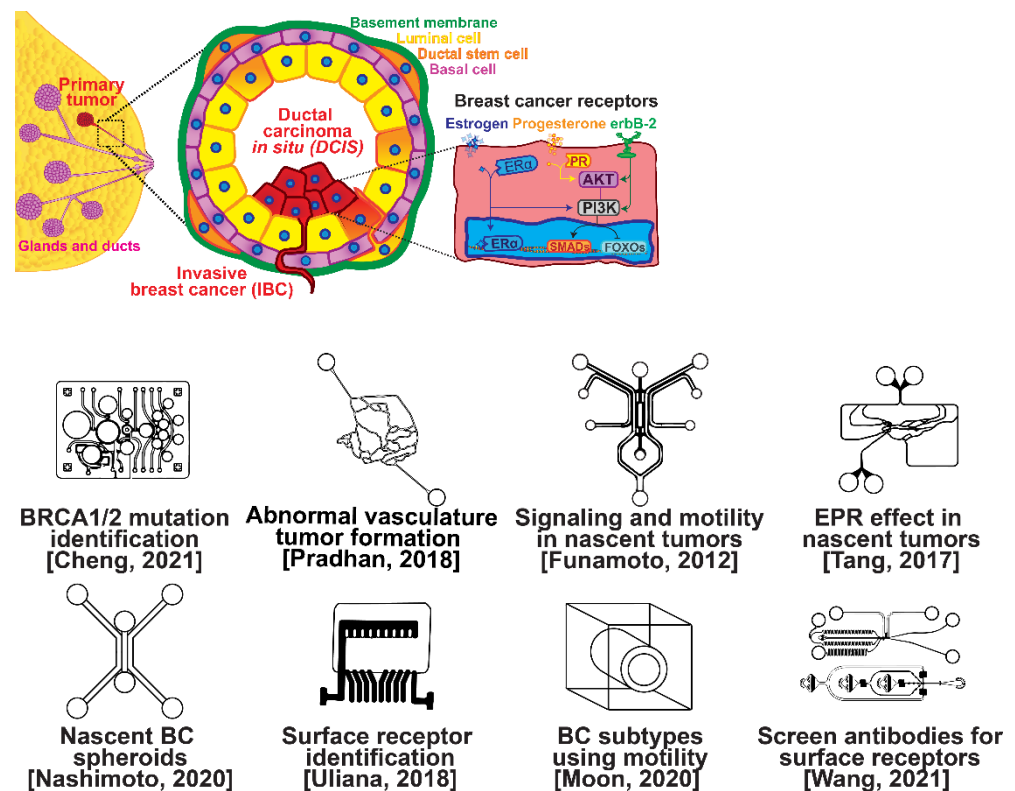 Basement membrane
Luminal cell
Ductal stem cell
Basal cell
Primary
tumor
Glands and ducts
Ductal
carcinoma
in situ (DCIS)
Invasive
breast cancer (IBC)
Breast cancer receptors
Estrogen Progesterone erbB-2
ERα
PR
AKT
PI3K
ERα
SMADs
FOXOs
BRCA1/2 mutation
identification
[Cheng, 2021]
Abnormal vasculature
tumor formation
[Pradhan, 2018]
Signaling and motility
in nascent tumors
[Funamoto, 2012]
EPR effect in
nascent tumors
[Tang, 2017]
Nascent BC
spheroids
[Nashimoto, 2020]
Surface receptor
identification
[Uliana, 2018]
BC subtypes
using motility
[Moon, 2020]
Screen antibodies for
surface receptors
[Wang, 2021]